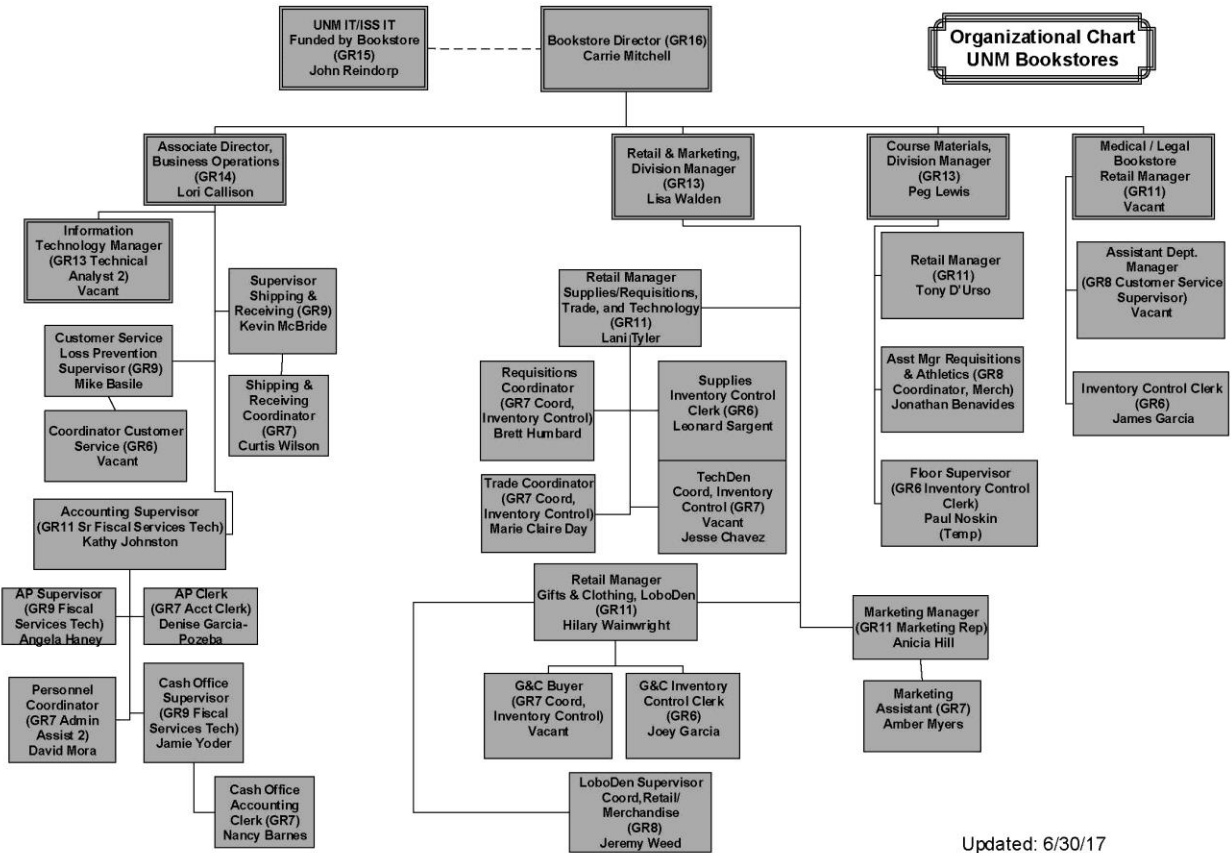 UNM IT/ISS IT
Funded by Bookstore
(GR15)
John Reindorp
Bookstore Director (GR16)
Carrie Mitchell
Organizational Chart
UNM Bookstores
Associate Director,
Business Operations
(GR14)
Lori Callison
Retail & Marketing,
Division Manager
(GR13)
Lisa Walden
Course Materials,
Division Manager
(GR13)
Peg Lewis
Medical / Legal
Bookstore
Retail Manager
(GR11)
Vacant
Information
Technology Manager
(GR13 Technical
Analyst 2)
Vacant
Supervisor
Shipping &
Receiving (GR9)
Kevin McBride
Customer Service
Loss Prevention
Supervisor (GR9)
Mike Basile
Shipping &
Receiving
Coordinator
(GR7)
Curtis Wilson
Coordinator Customer
Service (GR6)
Vacant
Accounting Supervisor
(GR11 Sr Fiscal Services Tech)
Kathy Johnston
AP Supervisor
(GR9 Fiscal
Services Tech)
Angela Haney
AP Clerk
(GR7 Acct Clerk)
Denise Garcia-
Pozeba
Personnel
Coordinator
(GR7 Admin
Assist 2)
David Mora
Cash Office
Supervisor
(GR9 Fiscal
Services Tech)
Jamie Yoder
Cash Office
Accounting
Clerk (GR7)
Nancy Barnes
Retail Manager
Supplies/Requisitions,
Trade, and Technology
(GR11)
Lani Tyler
Requisitions
Coordinator
(GR7 Coord,
Inventory Control)
Brett Humbard
Supplies
Inventory Control
Clerk (GR6)
Leonard Sargent
Trade Coordinator
(GR7 Coord,
Inventory Control)
Marie Claire Day
TechDen
Coord, Inventory
Control (GR7)
Vacant
Jesse Chavez
Retail Manager
Gifts & Clothing, LoboDen
(GR11)
Hilary Wainwright
G&C Buyer
(GR7 Coord,
Inventory Control)
Vacant
G&C Inventory
Control Clerk
(GR6)
Joey Garcia
LoboDen Supervisor
Coord,Retail/
Merchandise
(GR8)
Jeremy Weed
Marketing Manager
(GR11 Marketing Rep)
Anicia Hill
Marketing
Assistant (GR7)
Amber Myers
Retail Manager
(GR11)
Tony D'Urso
Asst Mgr Requisitions
& Athletics (GR8
Coordinator, Merch)
Jonathan Benavides
Floor Supervisor
(GR6 Inventory Control
Clerk)
Paul Noskin
(Temp)
Assistant Dept.
Manager
(GR8 Customer Service
Supervisor)
Vacant
Inventory Control Clerk
(GR6)
James Garcia
Updated: 6/30/17